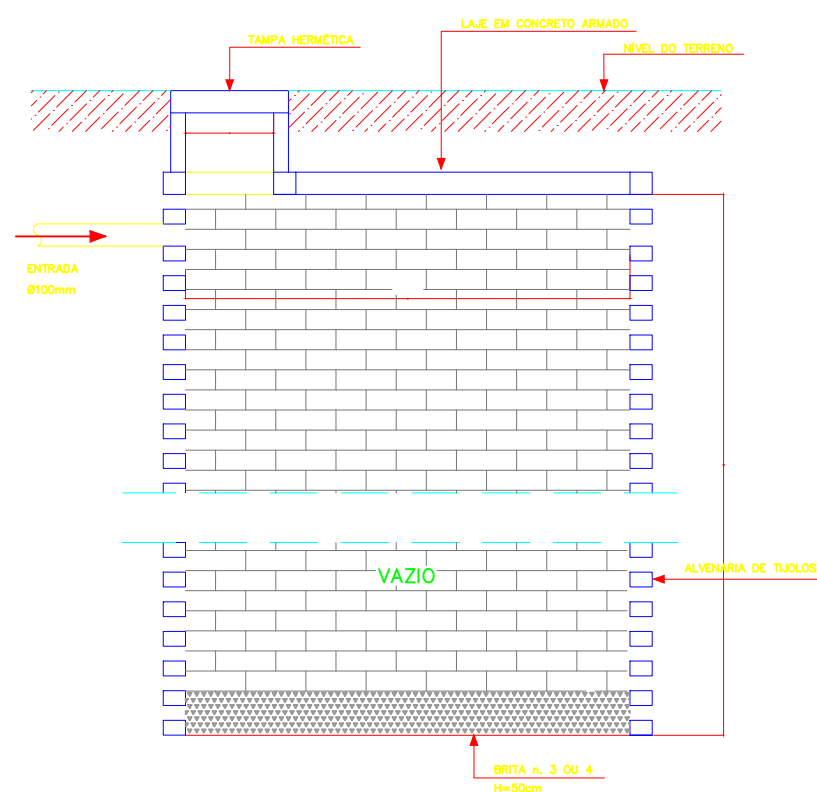 LAJE EM CONCRETO ARMADO
TAMPA HERMÉTICA
NÍVEL DO TERRENO
ENTRADA
Ø100mm
VAZIO
ALVENARIA DE TIJOLOS
BRITA n. 3 OU 4
H=50cm